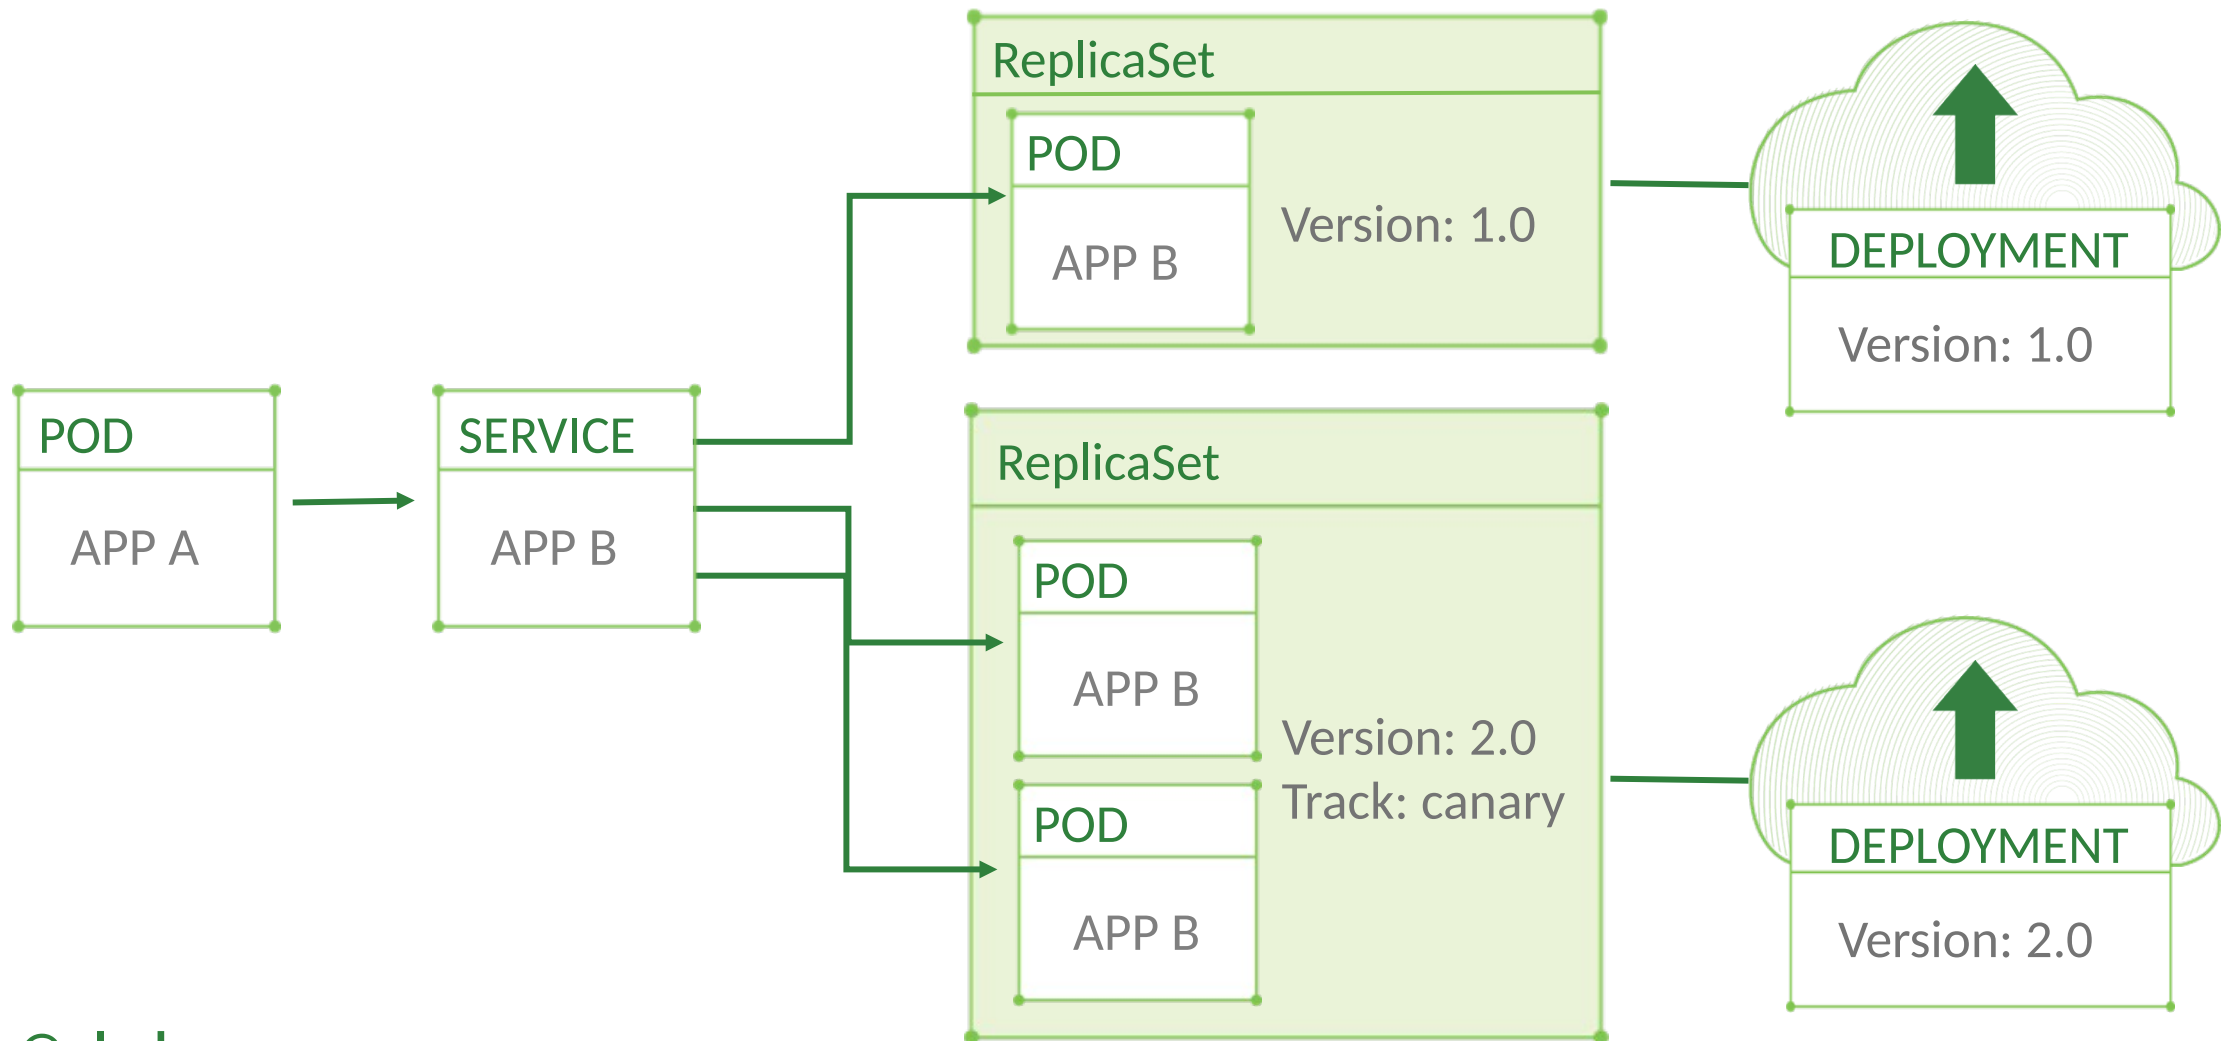 ReplicaSet
POD
APP B
Version: 1.0
DEPLOYMENT
Version: 1.0
POD
APP A
SERVICE
APP B
ReplicaSet
POD
APP B
POD
APP B
Version: 2.0
Track: canary
DEPLOYMENT
Version: 2.0